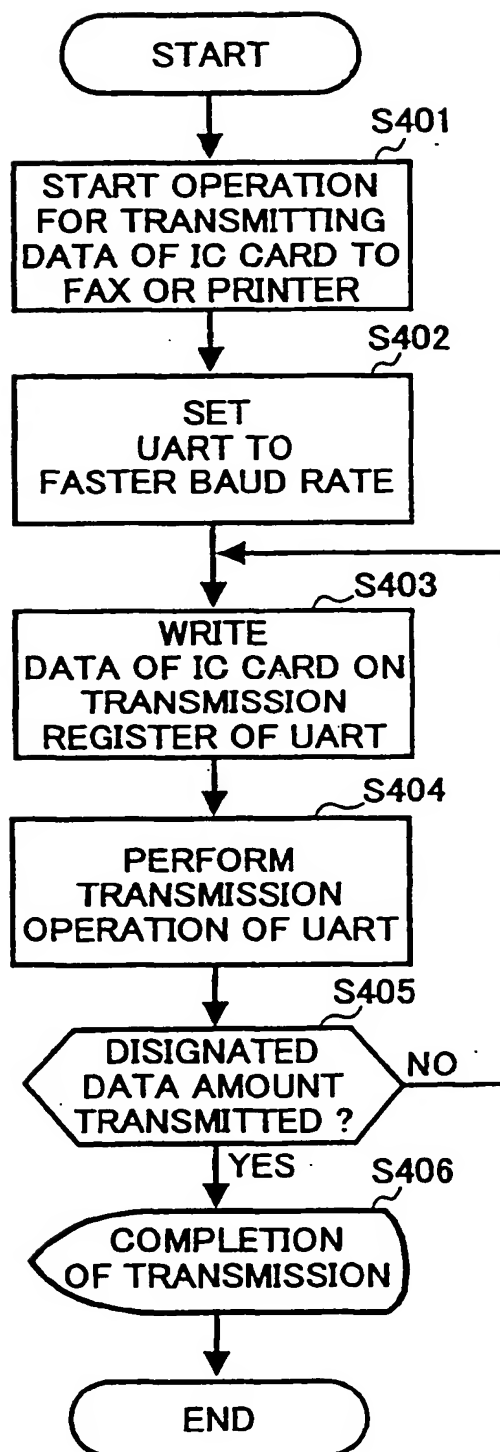 START
S401
START OPERATION
FOR TRANSMITTING
DATA OF IC CARD TO
FAX OR PRINTER
S402
SET
UART TO
FASTER BAUD RATE
S403
WRITE
DATA OF IC CARD ON
TRANSMISSION
REGISTER OF UART
S404
PERFORM
TRANSMISSION
OPERATION OF UART
S405
DISIGNATED
DATA AMOUNT
TRANSMITTED ?
NO
YES
S406
COMPLETION
OF TRANSMISSION
END